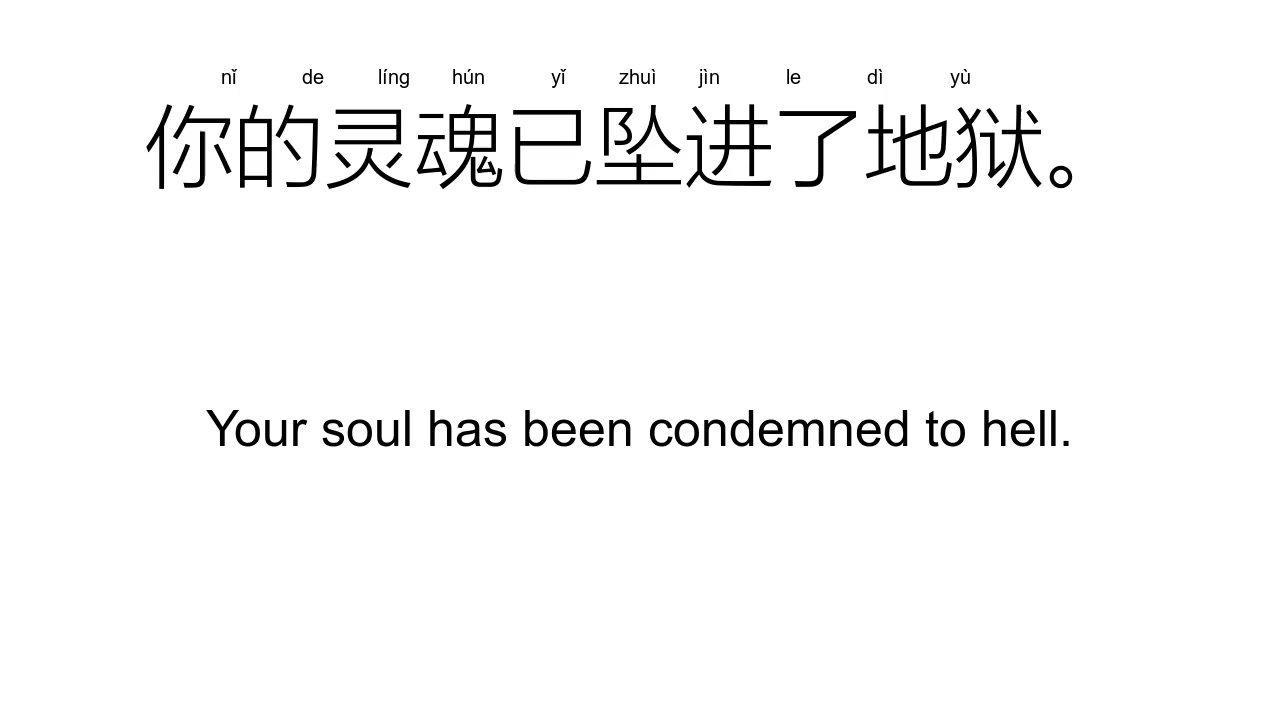 nǐ de líng hún yǐ zhuì jìn le dì yù
你的灵魂已坠进了地狱。
Your soul has been condemned to hell.